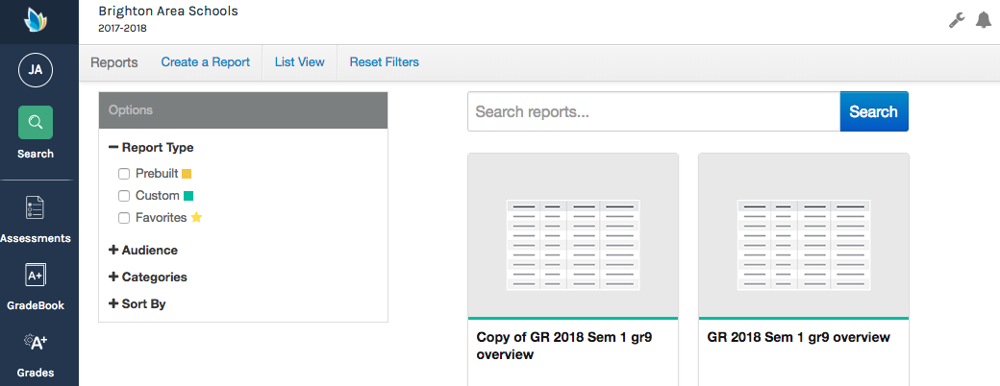 Brighton Area Schools
2017-2018
JA
Search
Assessments
A+
GradeBook
A+
Grades
Reports
Create a Report
List View
Reset Filters
Options
Report Type
Prebuilt
Custom
Favorites
Audience
Categories
Sort By
Search reports...
Search
Copy of GR 2018 Sem 1 gr9
overview
GR 2018 Sem 1 gr9 overview